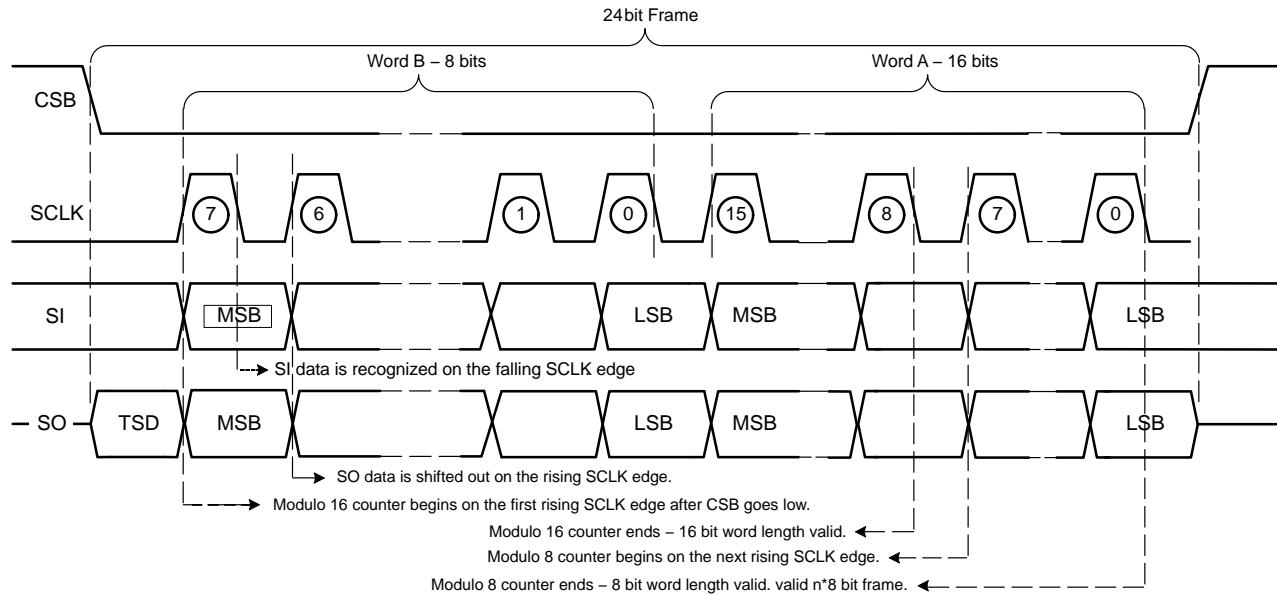 24bit Frame
Word B – 8 bits
Word A – 16 bits
CSB
SCLK
7
6
1
0
15
8
7
0
SI
MSB
LSB
MSB
LSB
SI data is recognized on the falling SCLK edge
SO
TSD
MSB
LSB
MSB
LSB
SO data is shifted out on the rising SCLK edge.
Modulo 16 counter begins on the first rising SCLK edge after CSB goes low.
Modulo 16 counter ends – 16 bit word length valid.
Modulo 8 counter begins on the next rising SCLK edge.
Modulo 8 counter ends – 8 bit word length valid. valid n*8 bit frame.